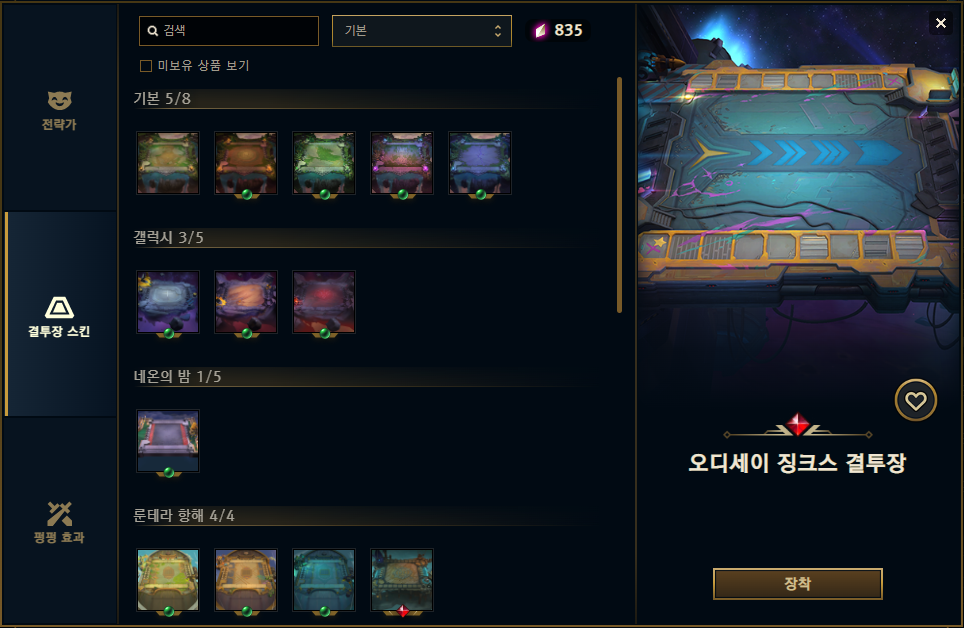 검색
기본
835
미보유 상품 보기
전략가
결투장 스킨
펑펑 효과
기본 5/8
갤럭시 3/5
네온의 밤 1/5
룬테라 항해 4/4
오디세이 징크스 결투장
장착